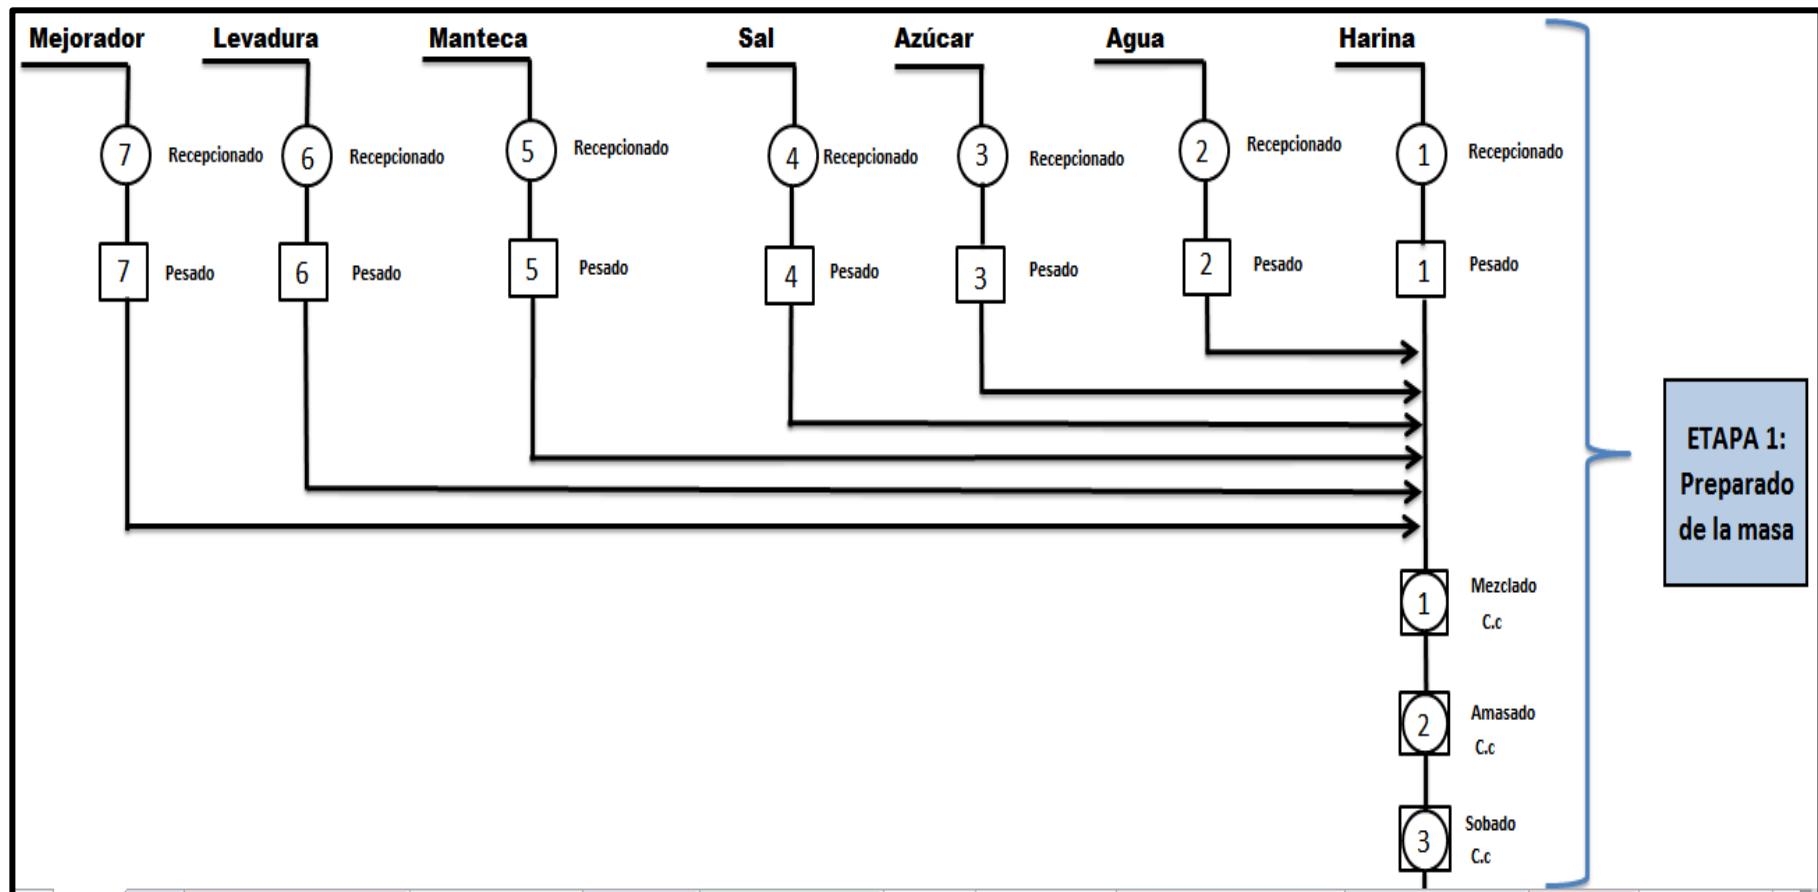 Mejorador Levadura Manteca Sal Azúcar Agua Harina
7 Recepcionado 6 Recepcionado 5 Recepcionado 4 Recepcionado 3 Recepcionado 2 Recepcionado 1 Recepcionado
7 Pesado 6 Pesado 5 Pesado 4 Pesado 3 Pesado 2 Pesado 1 Pesado
ETAPA 1:
Preparado
de la masa
1 Mezclado
C.c
2 Amasado
C.c
3 Sobado
C.c